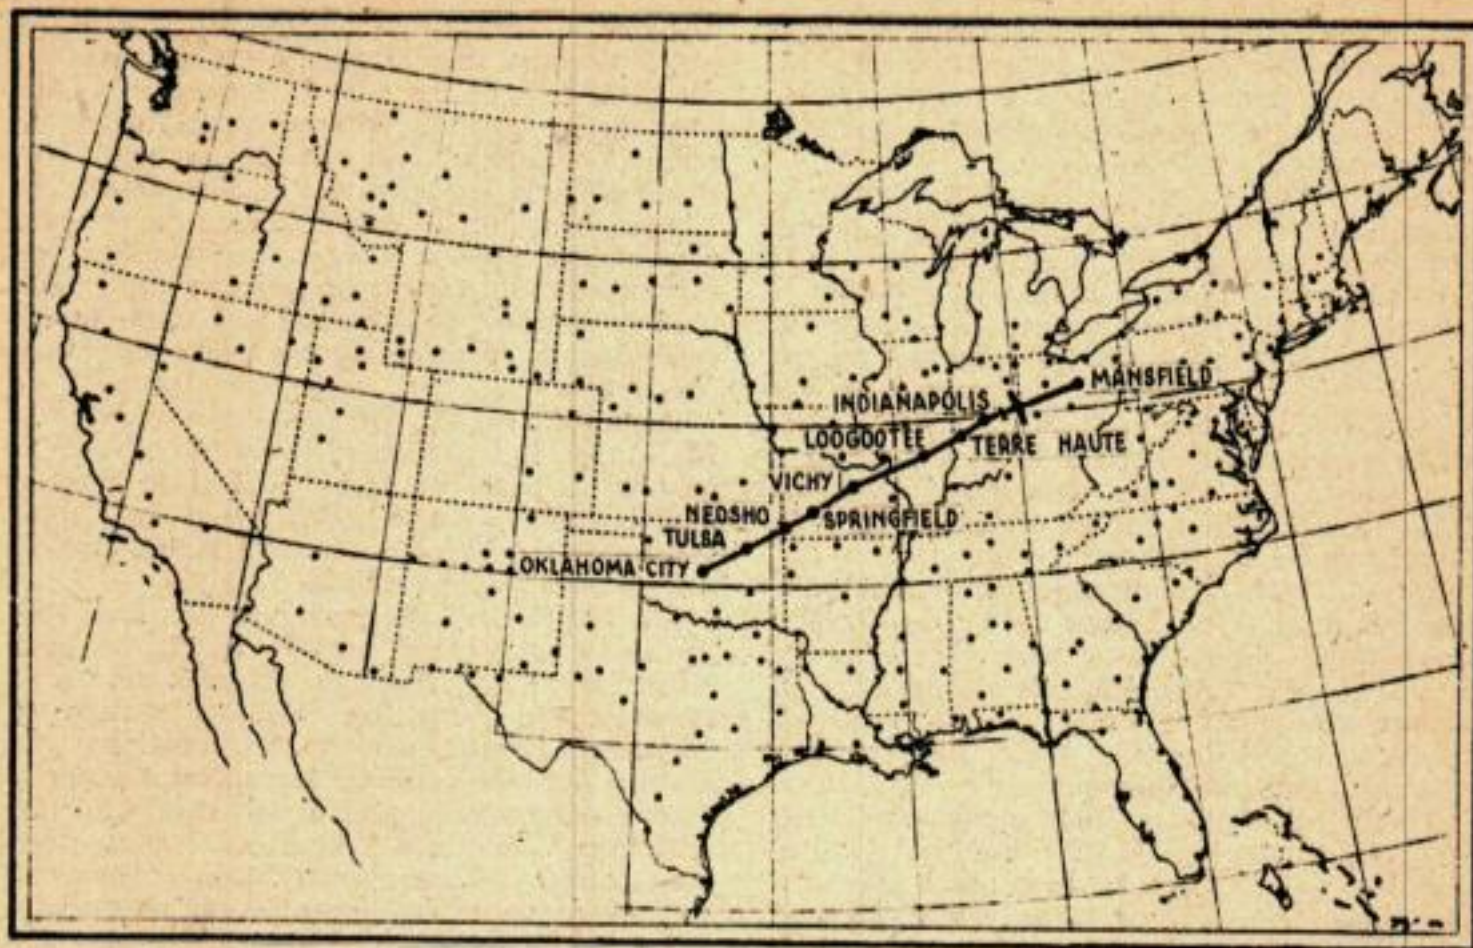 MANSFIELD
INDIANAPOLIS
LOOGOOTEE
TERRE HAUTE
VICHY
NEOSHO
SPRINGFIELD
TULSA
OKLAHOMA CITY